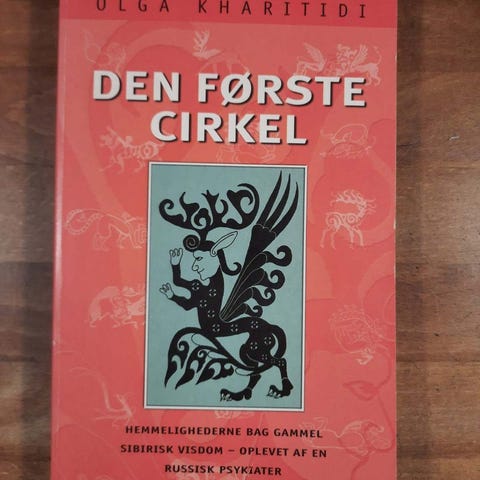 OLGA KHARITIDI
DEN FØRSTE
CIRKEL
HEMMELIGHEDERNE BAG GAMMEL
SIBIRISK VISDOM – OPLEVET AF EN
RUSSISK PSYKIATER